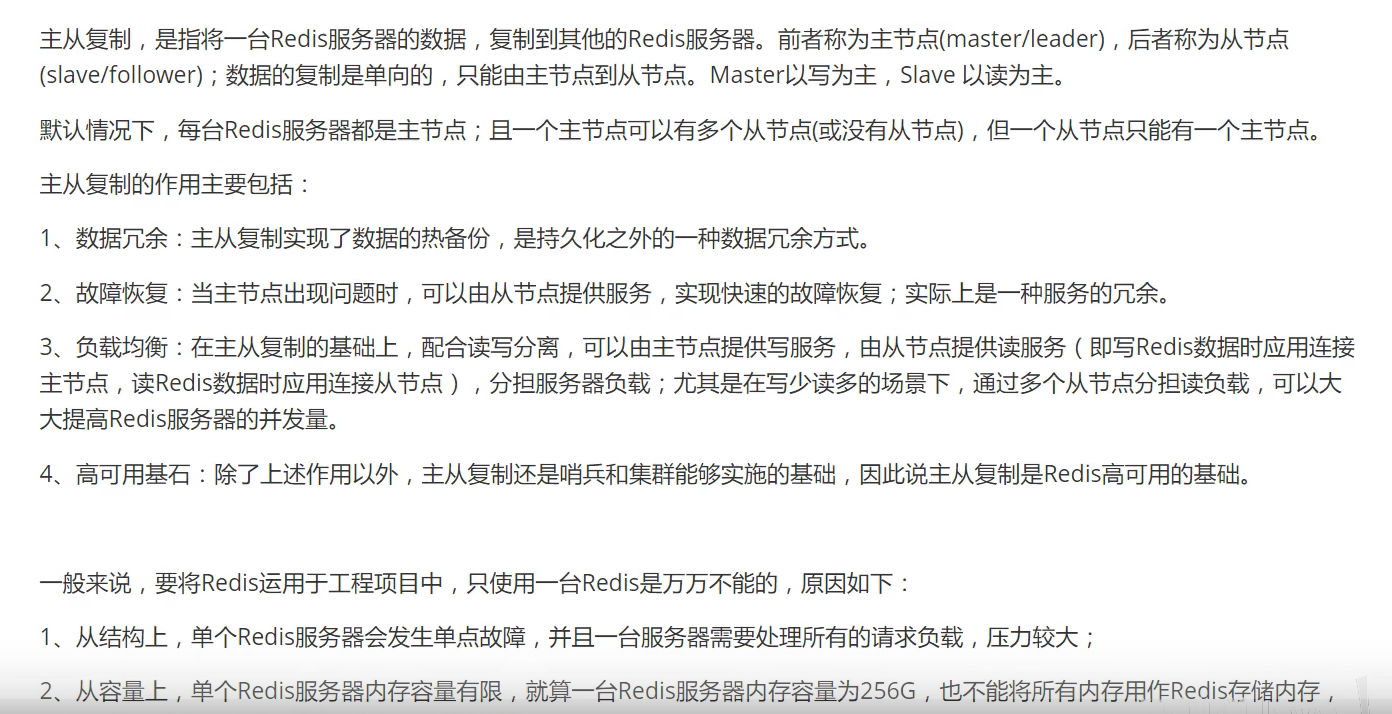 主从复制，是指将一台Redis服务器的数据，复制到其他的Redis服务器。前者称为主节点(master/leader)，后者称为从节点
(slave/follower)；数据的复制是单向的，只能由主节点到从节点。Master以写为主，Slave 以读为主。
默认情况下，每台Redis服务器都是主节点；且一个主节点可以有多个从节点(或没有从节点)，但一个从节点只能有一个主节点。
主从复制的作用主要包括：
1、数据冗余：主从复制实现了数据的热备份，是持久化之外的一种数据冗余方式。
2、故障恢复：当主节点出现问题时，可以由从节点提供服务，实现快速的故障恢复；实际上是一种服务的冗余。
3、负载均衡：在主从复制的基础上，配合读写分离，可以由主节点提供写服务，由从节点提供读服务（即写Redis数据时应用连接
主节点，读Redis数据时应用连接从节点），分担服务器负载；尤其是在写少读多的场景下，通过多个从节点分担读负载，可以大
大提高Redis服务器的并发量。
4、高可用基石：除了上述作用以外，主从复制还是哨兵和集群能够实施的基础，因此说主从复制是Redis高可用的基础。
一般来说，要将Redis运用于工程项目中，只使用一台Redis是万万不能的，原因如下：
1、从结构上，单个Redis服务器会发生单点故障，并且一台服务器需要处理所有的请求负载，压力较大；
2、从容量上，单个Redis服务器内存容量有限，就算一台Redis服务器内存容量为256G，也不能将所有内存用作Redis存储内存，